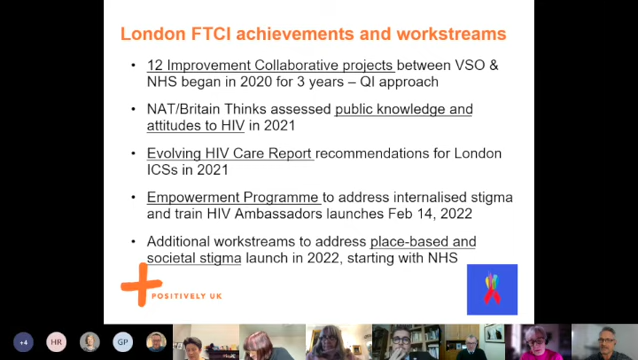 London FTCI achievements and workstreams
• 12 Improvement Collaborative projects between VSO &
NHS began in 2020 for 3 years – QI approach
• NAT/Britain Thinks assessed public knowledge and
attitudes to HIV in 2021
• Evolving HIV Care Report recommendations for London
ICSs in 2021
• Empowerment Programme to address internalised stigma
and train HIV Ambassadors launches Feb 14, 2022
• Additional workstreams to address place-based and
societal stigma launch in 2022, starting with NHS
POSITIVELY UK
+4
HR
GP